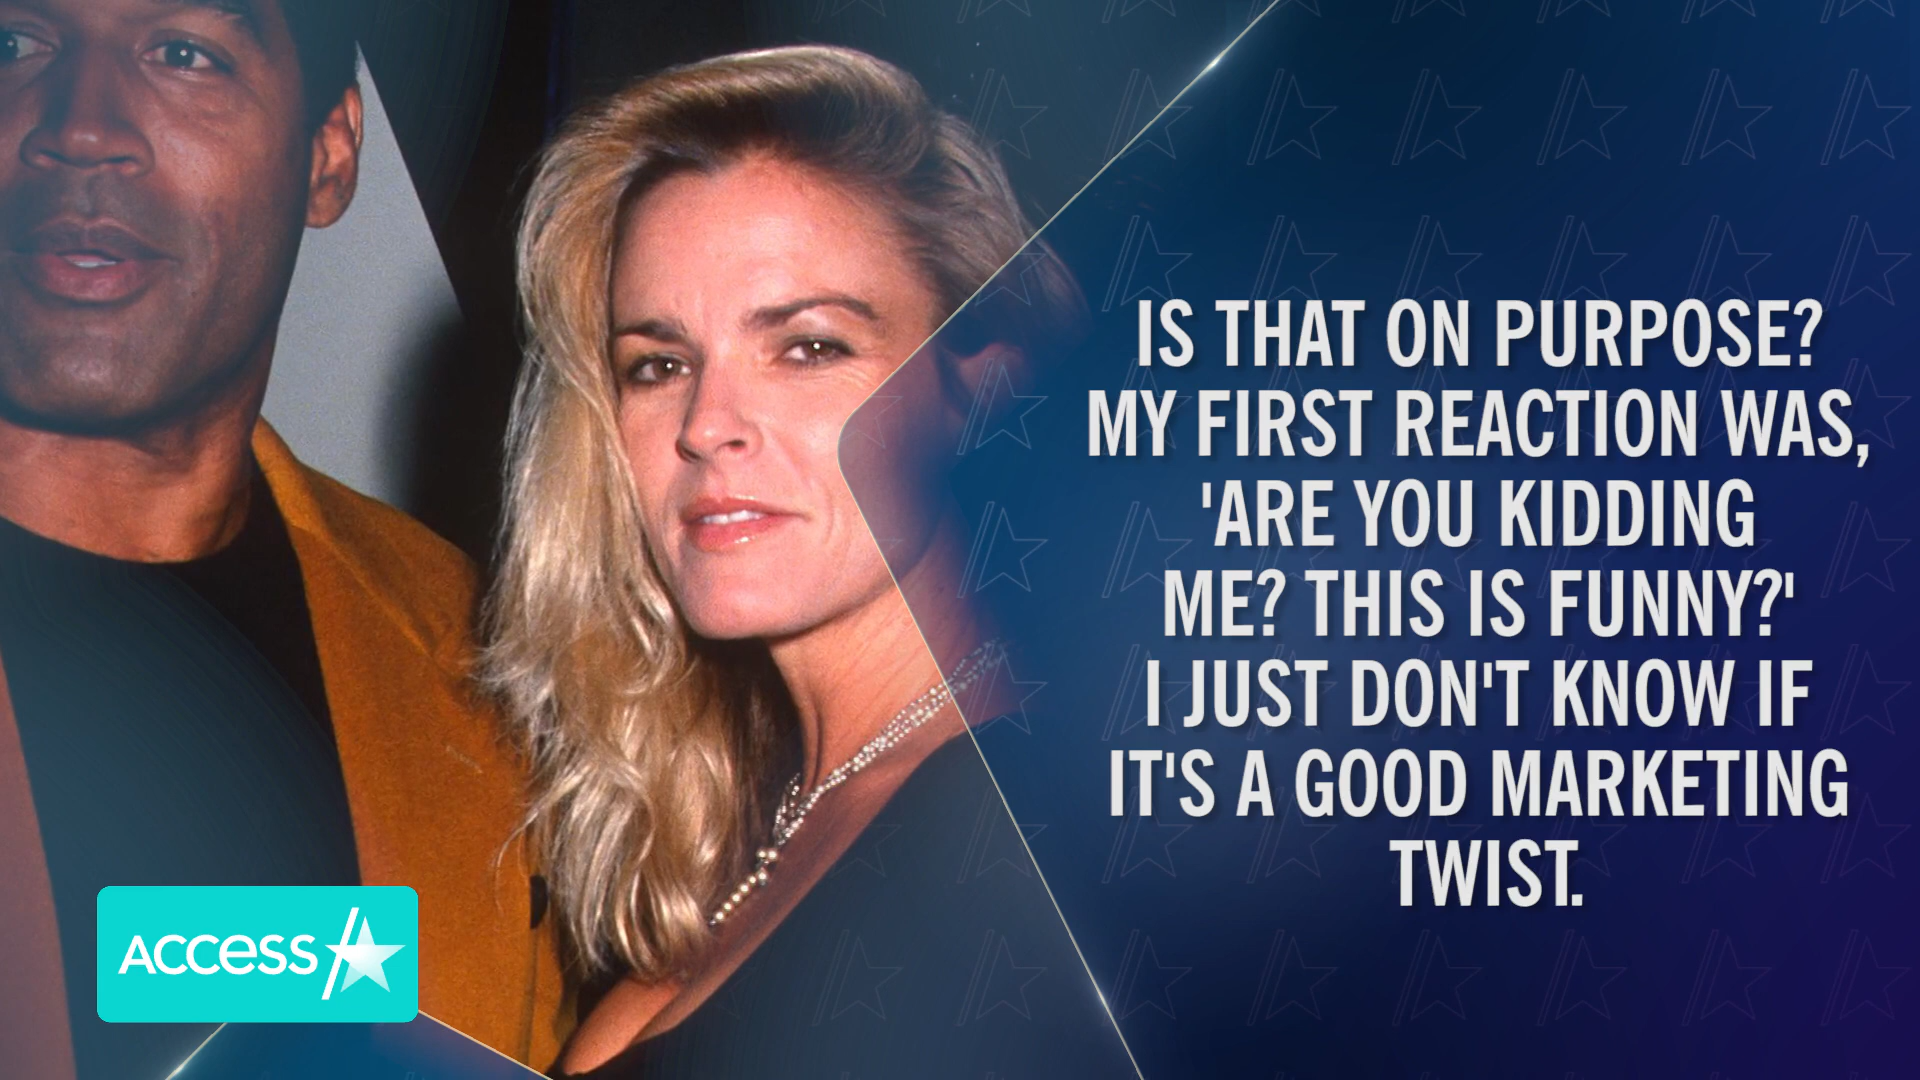 IS THAT ON PURPOSE?
MY FIRST REACTION WAS,
'ARE YOU KIDDING
ME? THIS IS FUNNY?'
I JUST DON'T KNOW IF
IT'S A GOOD MARKETING
TWIST.
ACCESS